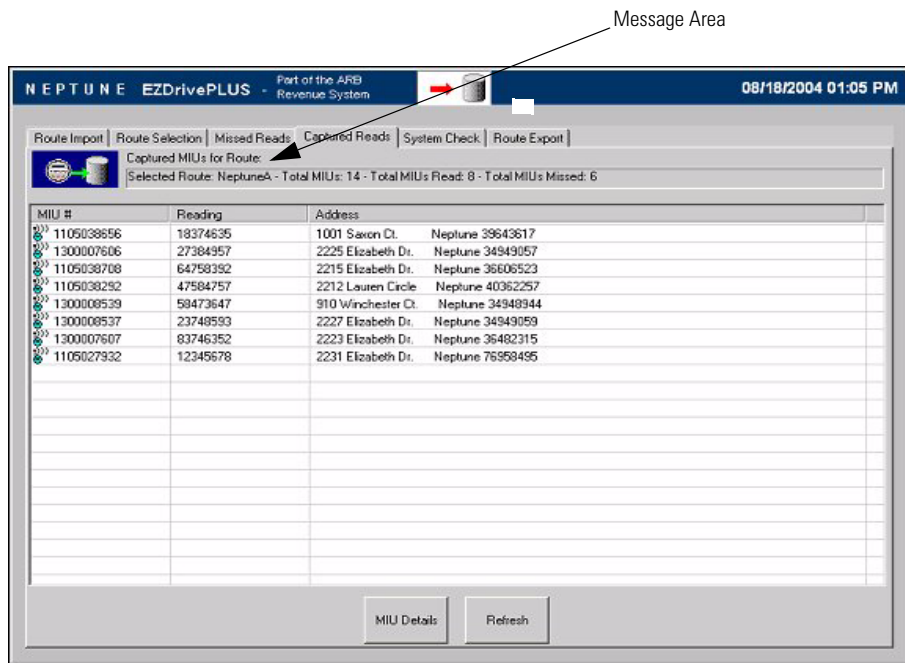 Message Area
NEPTUNE EZDrivePLUS - Part of the ARB Revenue System 08/18/2004 01:05 PM
Route Import Route Selection Missed Reads Captured Reads System Check Route Export
Captured MIUs for Route:
Selected Route: NeptuneA - Total MIUs: 14 - Total MIUs Read: 8 - Total MIUs Missed: 6
MIU # Reading Address
1105038656 18374635 1001 Saxon Ct. Neptune 39643617
1300007606 27384957 2225 Elizabeth Dr. Neptune 34949057
1105038708 64758392 2215 Elizabeth Dr. Neptune 36606523
1105038292 47584757 2212 Lauren Circle Neptune 40362257
1300008539 58473647 910 Winchester Ct. Neptune 34948944
1300008537 23748593 2227 Elizabeth Dr. Neptune 34949059
1300007607 83746352 2223 Elizabeth Dr. Neptune 36482315
1105027932 12345678 2231 Elizabeth Dr. Neptune 76958495
MIU Details Refresh